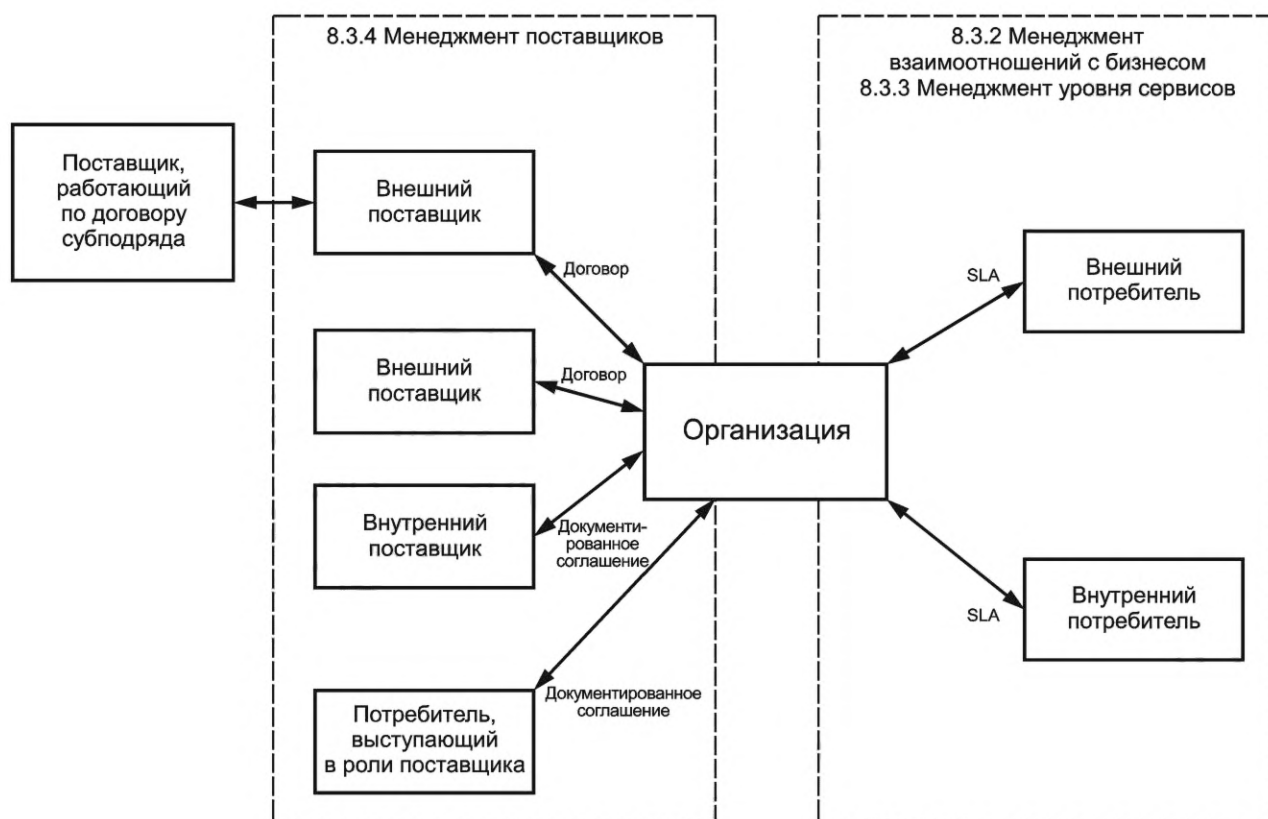 8.3.4 Менеджмент поставщиков
8.3.2 Менеджмент
взаимоотношений с бизнесом
8.3.3 Менеджмент уровня сервисов
Поставщик,
работающий
по договору
субподряда
Внешний
поставщик
Договор
Внешний
поставщик
Договор
Внутренний
поставщик
Документи-
рованное
соглашение
Потребитель,
выступающий
в роли поставщика
Документированное
соглашение
Организация
SLA
Внешний
потребитель
SLA
Внутренний
потребитель